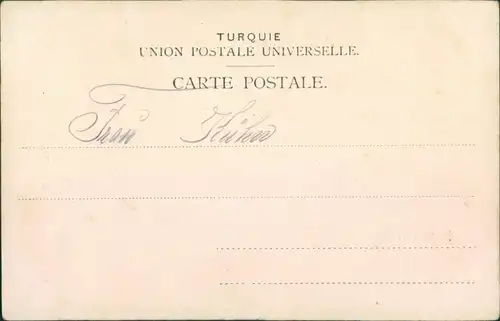 TURQUIE
UNION POSTALE UNIVERSELLE.
CARTE POSTALE.
Frau